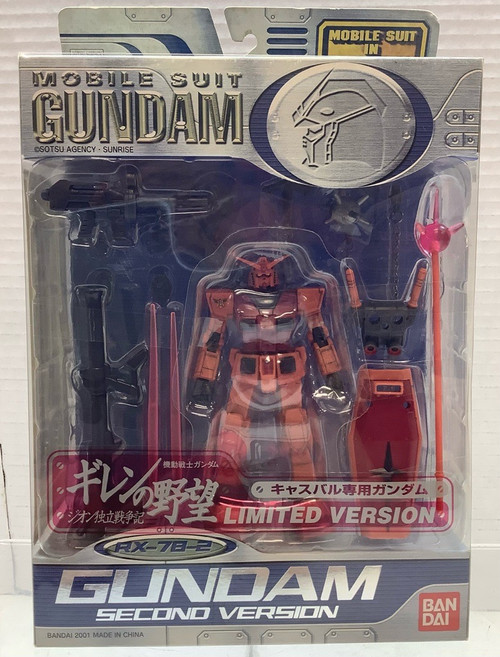 MOBILE SUIT
IN
MOBILE SUIT
GUNDAM
©SOTSU AGENCY · SUNRISE
機動戦士ガンダム
ギレンの野望
ジオン独立戦争記
キャスバル専用ガンダム
LIMITED VERSION
RX-78-2
GUNDAM
SECOND VERSION
BANDAI 2001 MADE IN CHINA
BAN
DAI